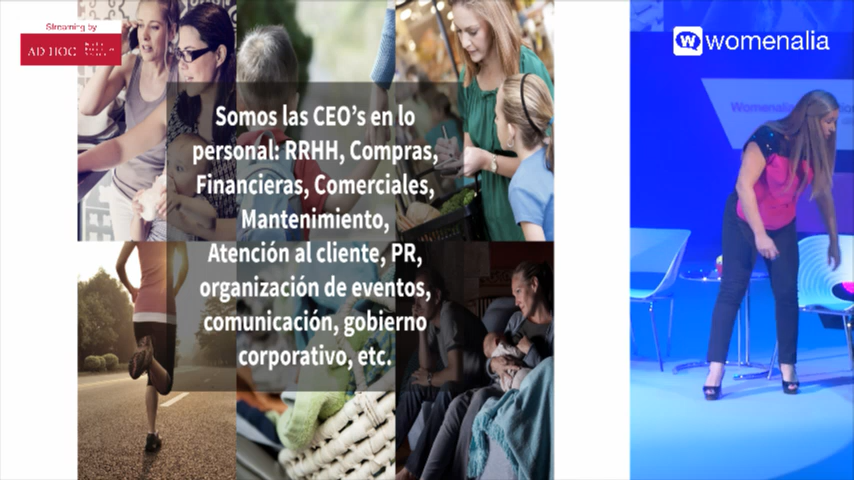 Streaming by
AD HOC
womenalia
Womenalia
Somos las CEO's en lo
personal: RRHH, Compras,
Financieras, Comerciales,
Mantenimiento,
Atención al cliente, PR,
organización de eventos,
comunicación, gobierno
corporativo, etc.